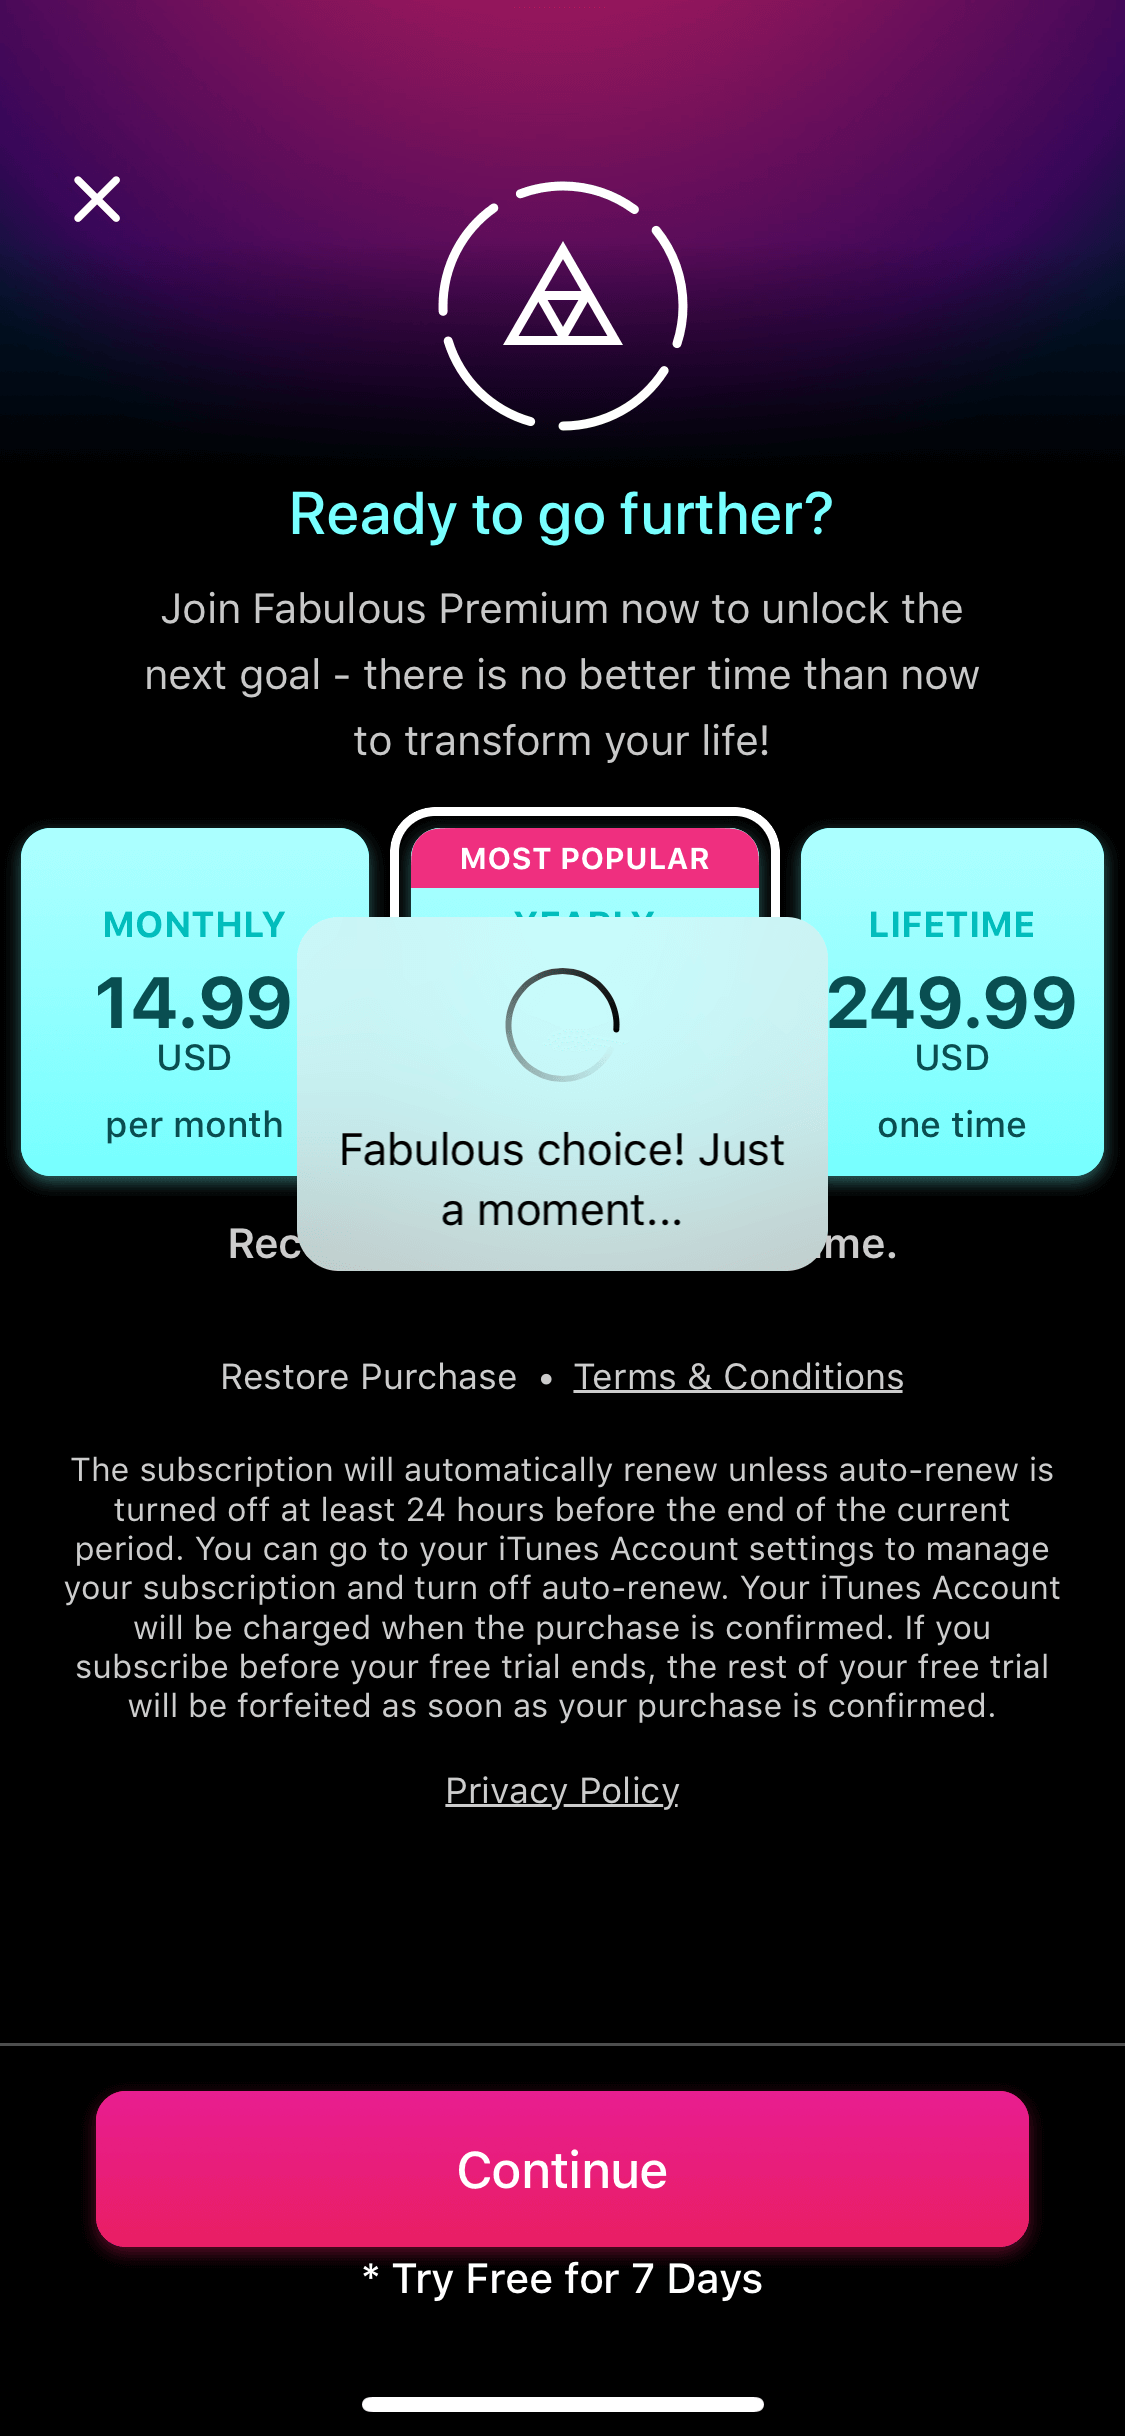 Ready to go further?
Join Fabulous Premium now to unlock the
next goal - there is no better time than now
to transform your life!
MOST POPULAR
MONTHLY
14.99
USD
per month
YEARLY
LIFETIME
249.99
USD
one time
Fabulous choice! Just
a moment...
Restore Purchase • Terms & Conditions
The subscription will automatically renew unless auto-renew is
turned off at least 24 hours before the end of the current
period. You can go to your iTunes Account settings to manage
your subscription and turn off auto-renew. Your iTunes Account
will be charged when the purchase is confirmed. If you
subscribe before your free trial ends, the rest of your free trial
will be forfeited as soon as your purchase is confirmed.
Privacy Policy
Continue
* Try Free for 7 Days